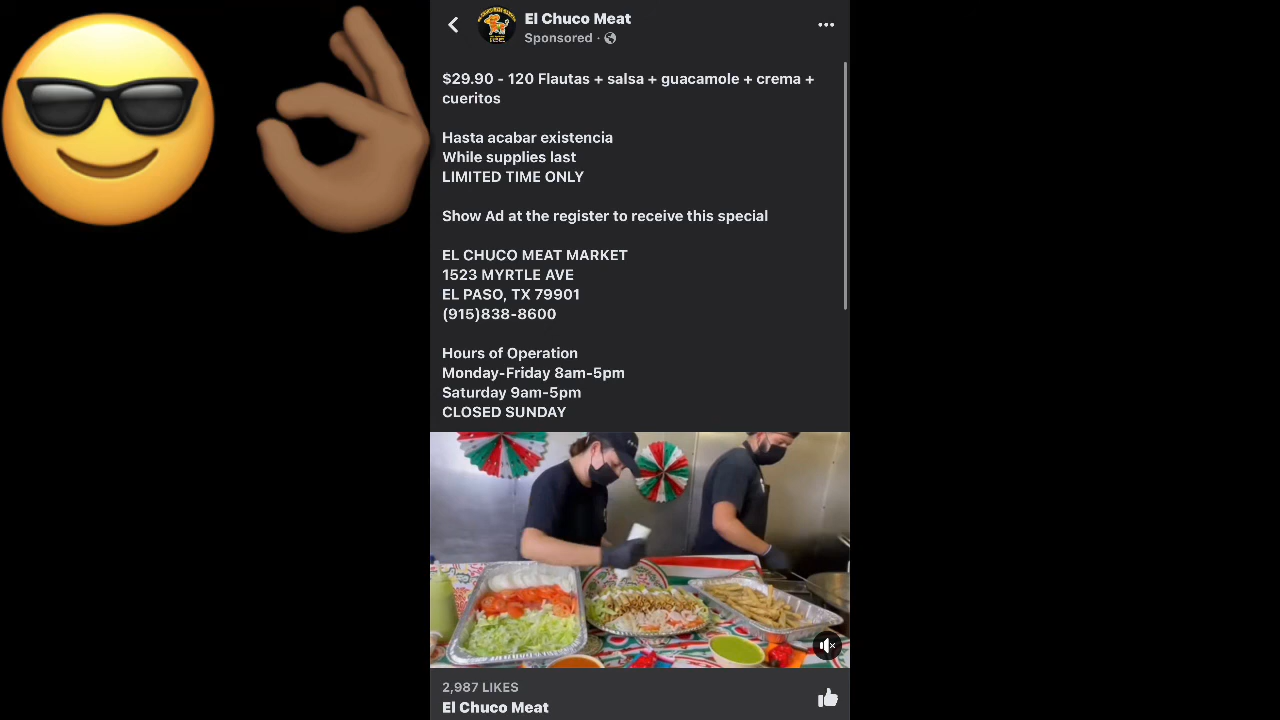 El Chuco Meat
Sponsored ·
$29.90 - 120 Flautas + salsa + guacamole + crema +
cueritos
Hasta acabar existencia
While supplies last
LIMITED TIME ONLY
Show Ad at the register to receive this special
EL CHUCO MEAT MARKET
1523 MYRTLE AVE
EL PASO, TX 79901
(915)838-8600
Hours of Operation
Monday-Friday 8am-5pm
Saturday 9am-5pm
CLOSED SUNDAY
2,987 LIKES
El Chuco Meat